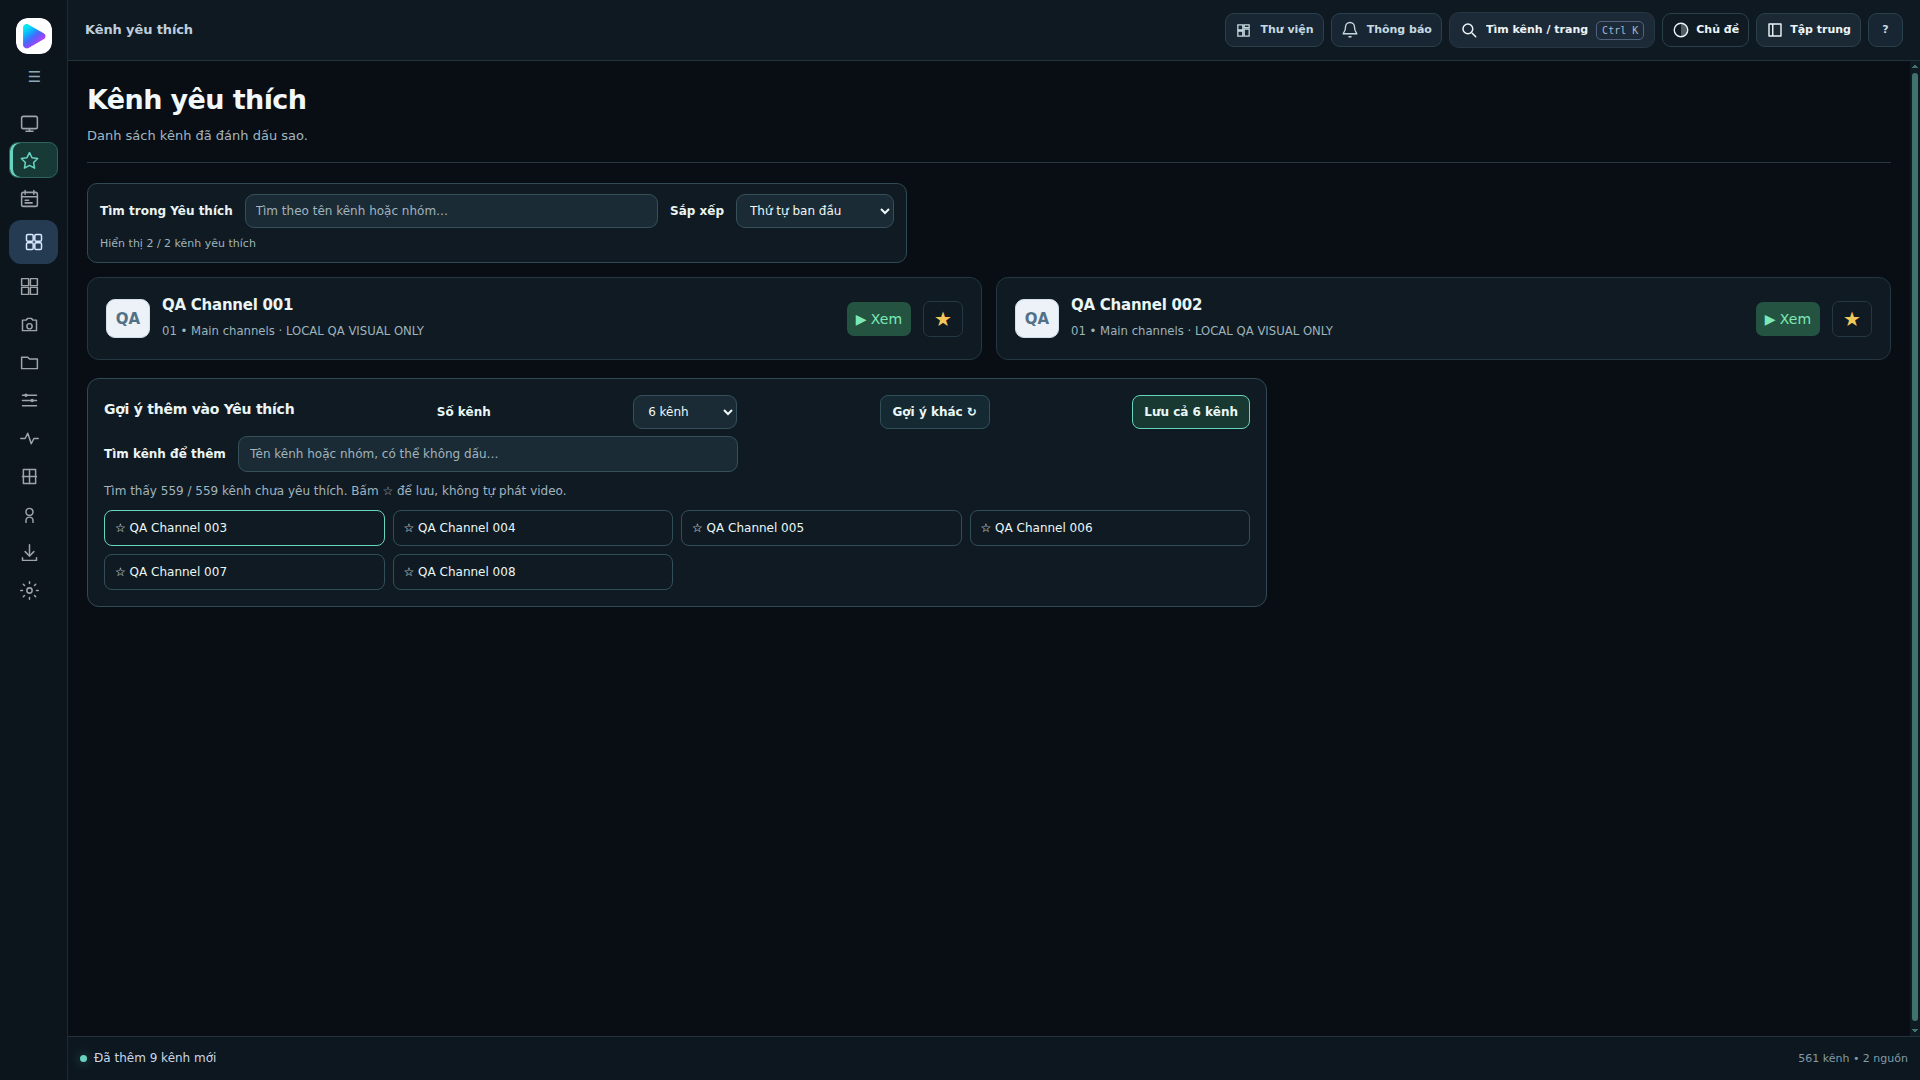 Kênh yêu thích
Thư viện
Thông báo
Tìm kênh / trang Ctrl K
Chủ đề
Tập trung
?
Kênh yêu thích
Danh sách kênh đã đánh dấu sao.
Tìm trong Yêu thích
Tìm theo tên kênh hoặc nhóm...
Sắp xếp
Thứ tự ban đầu
Hiển thị 2 / 2 kênh yêu thích
QA
QA Channel 001
01 • Main channels · LOCAL QA VISUAL ONLY
▶ Xem
★
QA
QA Channel 002
01 • Main channels · LOCAL QA VISUAL ONLY
▶ Xem
★
Gợi ý thêm vào Yêu thích
Số kênh
6 kênh
Gợi ý khác ↻
Lưu cả 6 kênh
Tìm kênh để thêm
Tên kênh hoặc nhóm, có thể không dấu...
Tìm thấy 559 / 559 kênh chưa yêu thích. Bấm ☆ để lưu, không tự phát video.
☆ QA Channel 003
☆ QA Channel 004
☆ QA Channel 005
☆ QA Channel 006
☆ QA Channel 007
☆ QA Channel 008
Đã thêm 9 kênh mới
561 kênh • 2 nguồn